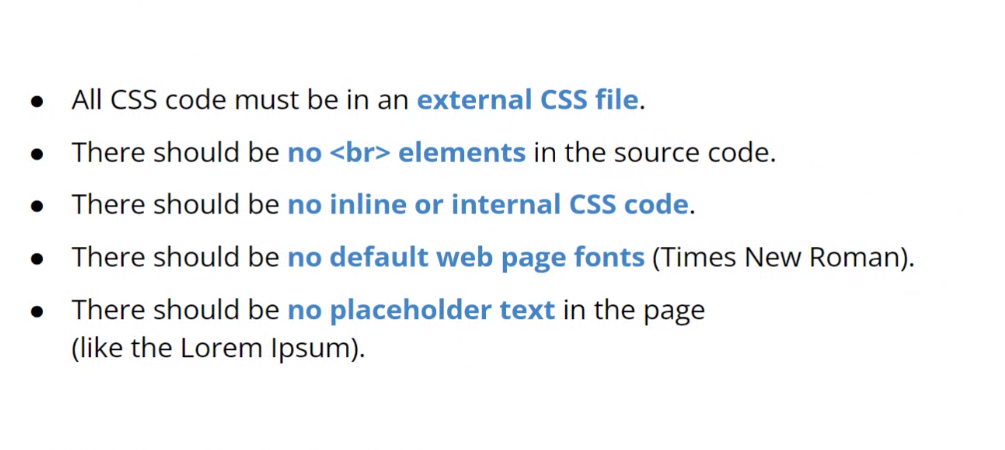 ● All CSS code must be in an external CSS file.
● There should be no <br> elements in the source code.
● There should be no inline or internal CSS code.
● There should be no default web page fonts (Times New Roman).
● There should be no placeholder text in the page
(like the Lorem Ipsum).